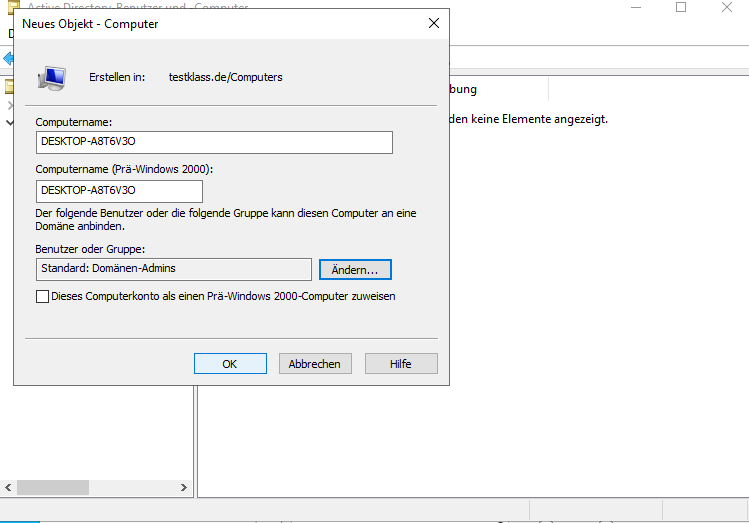 Active Directory-Benutzer und -Computer
Neues Objekt - Computer
Erstellen in: testklass.de/Computers
bung
Computername:
den keine Elemente angezeigt.
DESKTOP-A8T6V3O
Computername (Prä-Windows 2000):
DESKTOP-A8T6V3O
Der folgende Benutzer oder die folgende Gruppe kann diesen Computer an eine
Domäne anbinden.
Benutzer oder Gruppe:
Standard: Domänen-Admins
Ändern...
Dieses Computerkonto als einen Prä-Windows 2000-Computer zuweisen
OK Abbrechen Hilfe